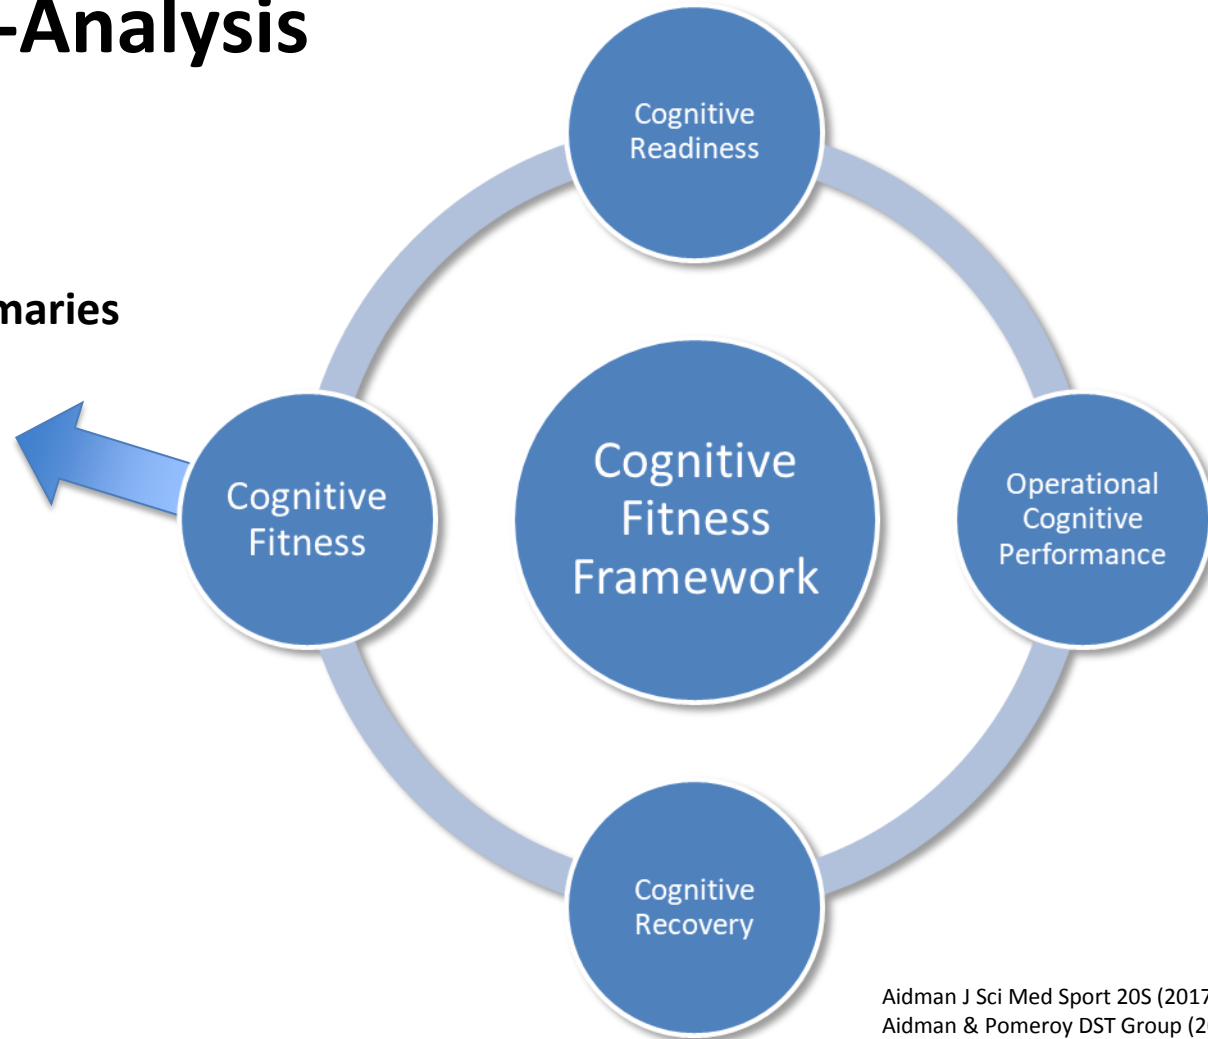 -Analysis
Cognitive
Readiness
maries
Cognitive
Fitness
Cognitive
Fitness
Framework
Operational
Cognitive
Performance
Cognitive
Recovery
Aidman J Sci Med Sport 20S (2017
Aidman & Pomeroy DST Group (20